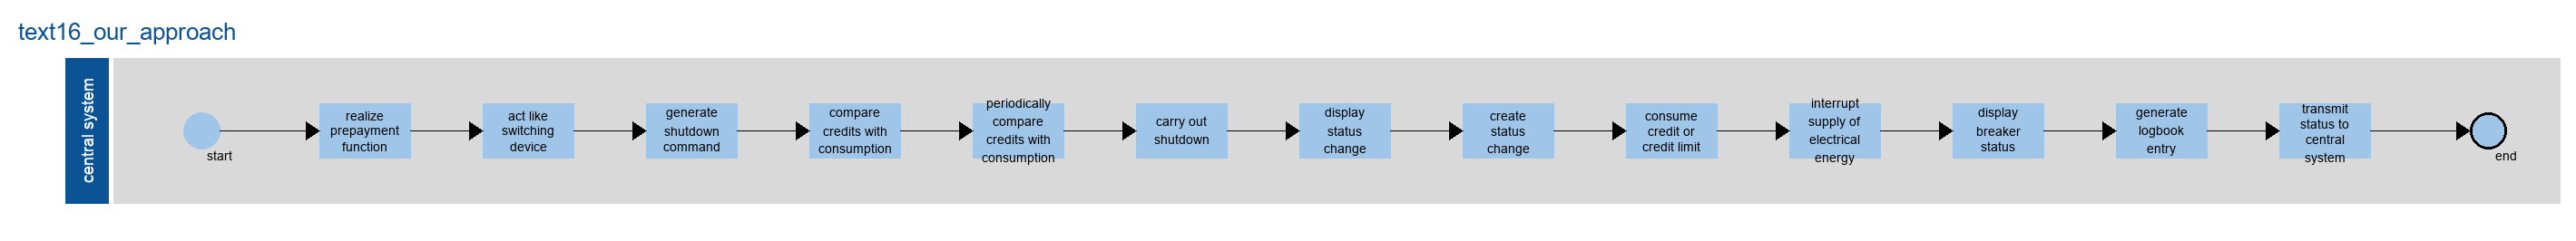 text16_our_approach
central system
start
realize
prepayment
function
act like
switching
device
generate
shutdown
command
compare
credits with
consumption
periodically
compare
credits with
consumption
carry out
shutdown
display
status
change
create
status
change
consume
credit or
credit limit
interrupt
supply of
electrical
energy
display
breaker
status
generate
logbook
entry
transmit
status to
central
system
end